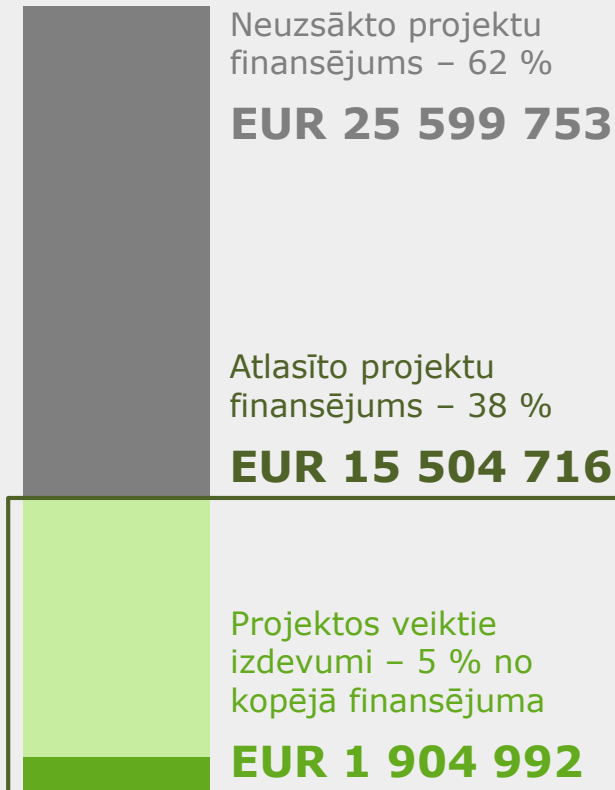 Neuzsākto projektu
finansējums – 62 %
EUR 25 599 753
Atlasīto projektu
finansējums – 38 %
EUR 15 504 716
Projektos veiktie
izdevumi – 5 % no
kopējā finansējuma
EUR 1 904 992